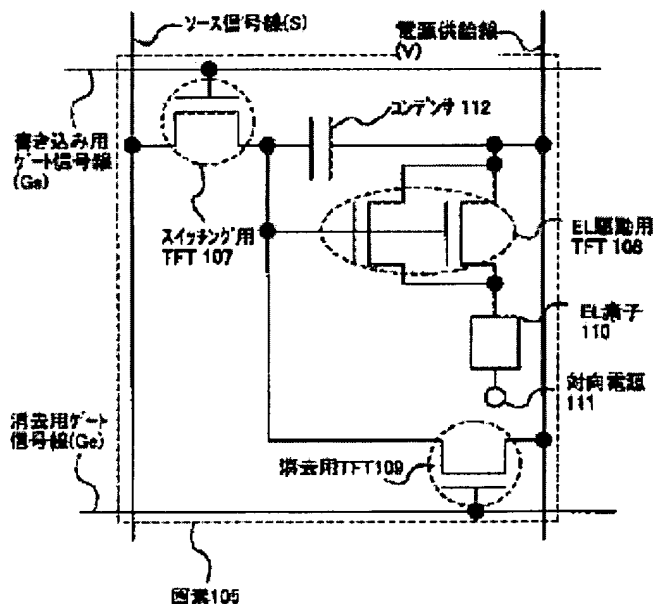 ソース信号線(S)
電源供給線
(V)
コンデンサ 112
書き込み用
ゲート信号線
(Ga)
スイッチング用
TFT 107
EL駆動用
TFT 108
EL素子
110
対向電源
111
消去用ゲート
信号線(Ge)
消去用TFT109
画素105